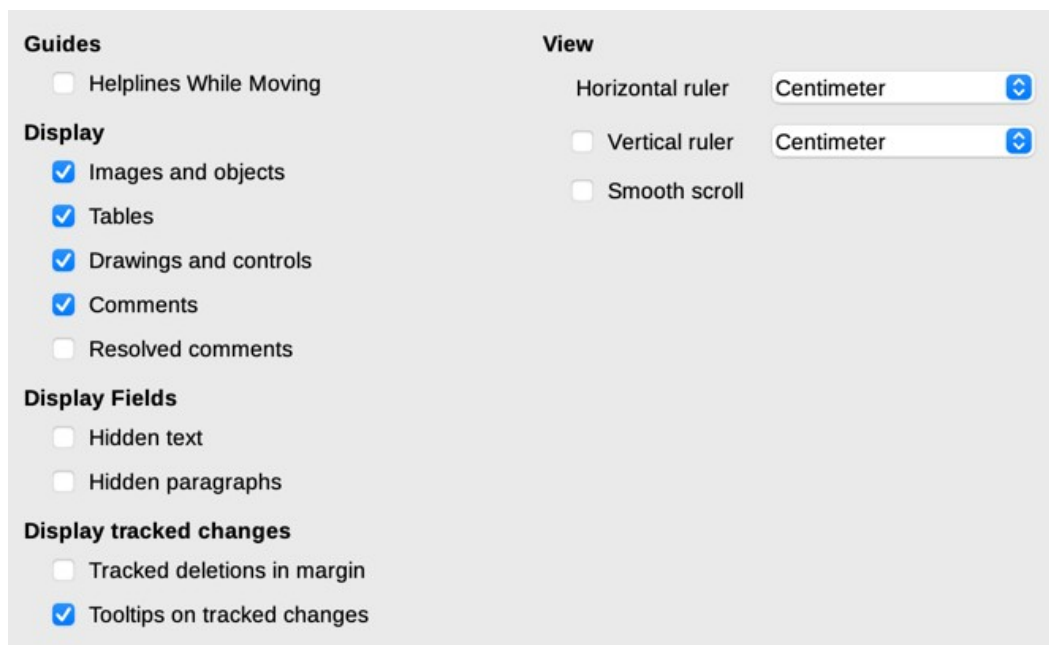 Guides
Helplines While Moving
Display
Images and objects
Tables
Drawings and controls
Comments
Resolved comments
Display Fields
Hidden text
Hidden paragraphs
Display tracked changes
Tracked deletions in margin
Tooltips on tracked changes
View
Horizontal ruler Centimeter
Vertical ruler Centimeter
Smooth scroll